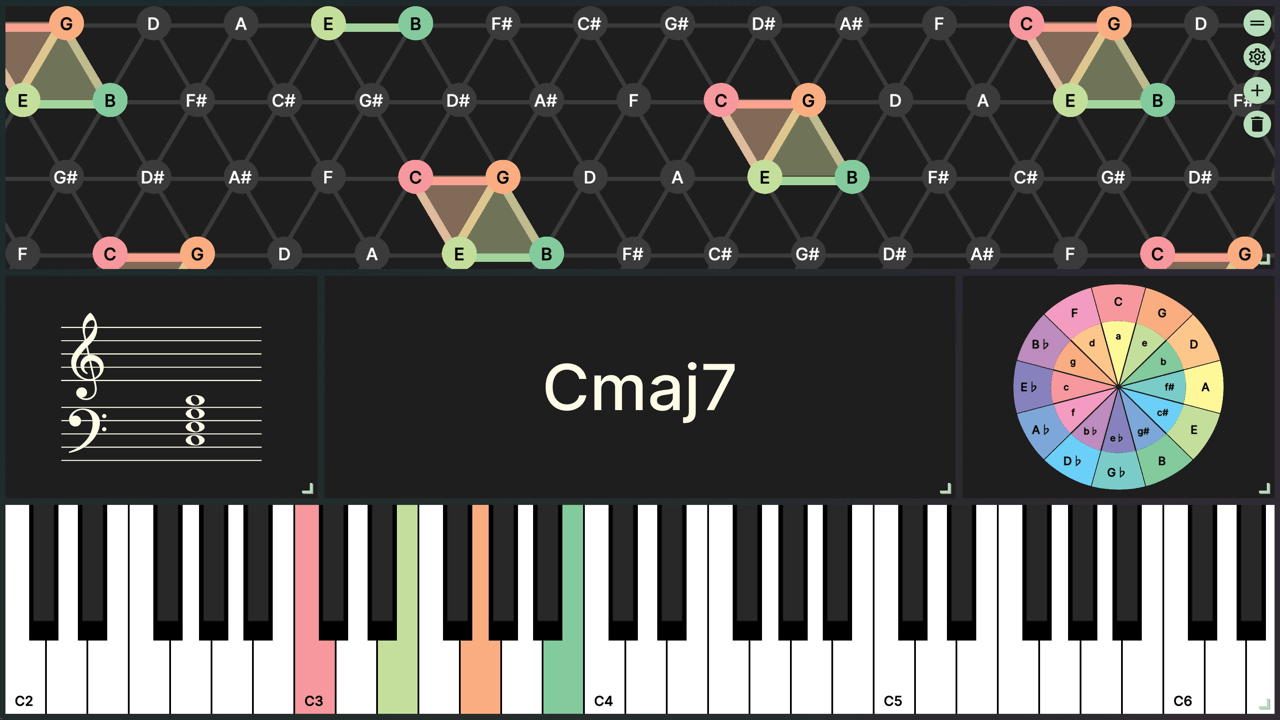 G D A E B F# C# G# D# A# F C G D
E B F# C# G# D# A# F C G D A E B F#
G# D# A# F C G D A E B F# C# G# D#
F C G D A E B F# C# G# D# A# F C G
Cmaj7
C
F G
B♭ D
E♭ A
A♭ E
D♭ B
G♭
a
d e
g b
c f#
f c#
b♭ g#
e♭
C2 C3 C4 C5 C6